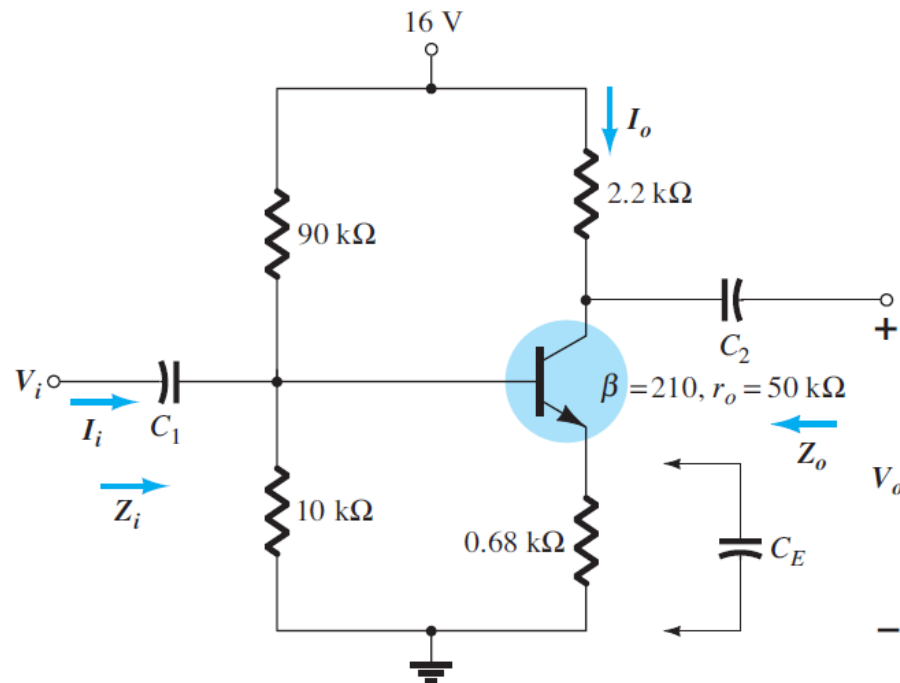 16 V
I_o
2.2 kΩ
90 kΩ
C_2
+
V_i
β =210, r_o = 50 kΩ
I_i
C_1
Z_o
Z_i
V_o
10 kΩ
0.68 kΩ
C_E
−